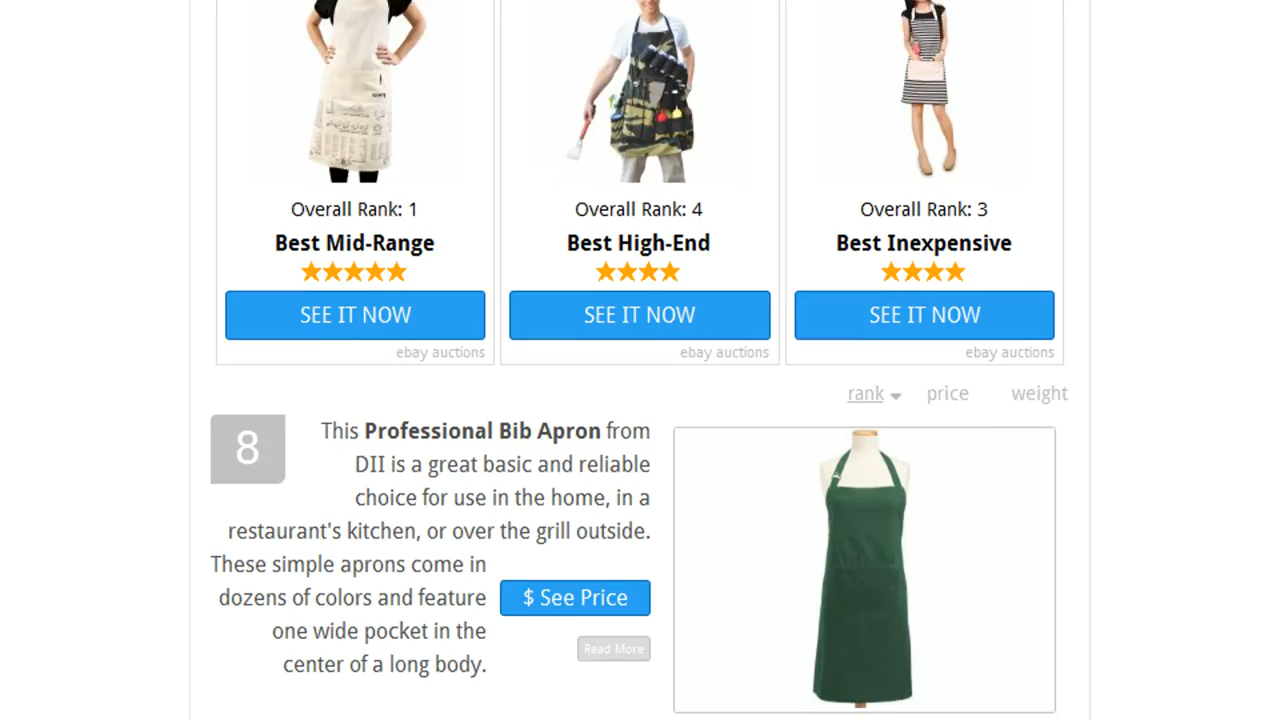 Overall Rank: 1
Best Mid-Range
SEE IT NOW
ebay auctions
Overall Rank: 4
Best High-End
SEE IT NOW
ebay auctions
Overall Rank: 3
Best Inexpensive
SEE IT NOW
ebay auctions
rank price weight
8
This Professional Bib Apron from
DII is a great basic and reliable
choice for use in the home, in a
restaurant's kitchen, or over the grill outside.
These simple aprons come in
dozens of colors and feature
one wide pocket in the
center of a long body.
$ See Price
Read More